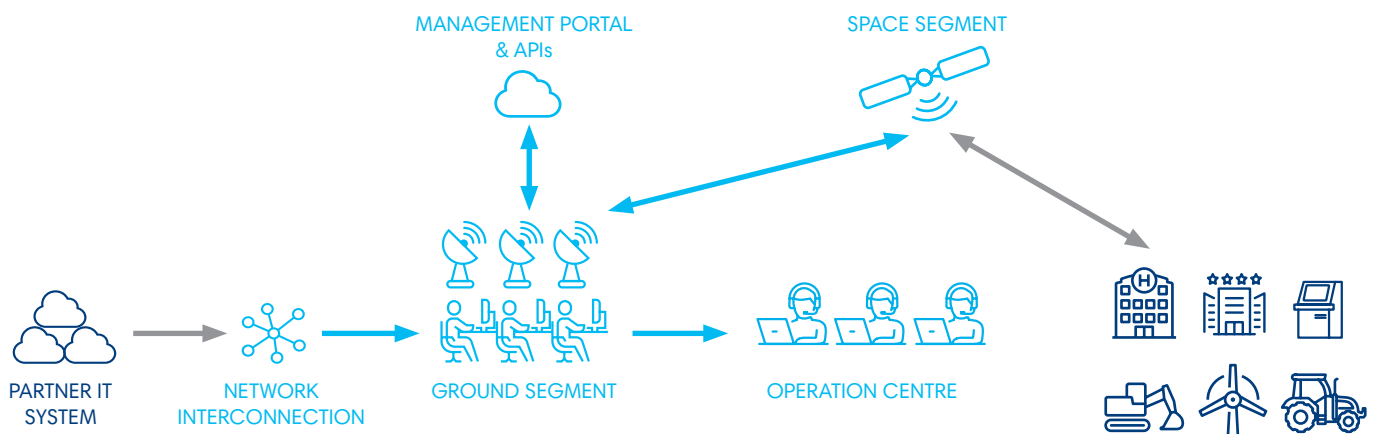 MANAGEMENT PORTAL
& APIs
SPACE SEGMENT
H
PARTNER IT
SYSTEM
NETWORK
INTERCONNECTION
GROUND SEGMENT
OPERATION CENTRE